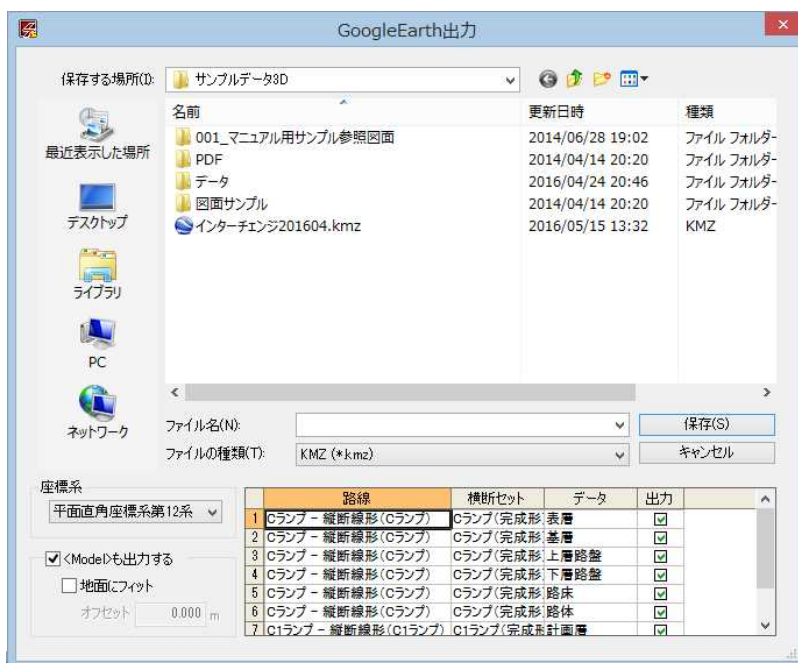 GoogleEarth出力
保存する場所(I):
サンプルデータ3D
名前
更新日時
種類
001_マニュアル用サンプル参照図面
2014/06/28 19:02
ファイル フォルダー
PDF
2014/04/14 20:20
ファイル フォルダー
データ
2016/04/24 20:46
ファイル フォルダー
図面サンプル
2014/04/14 20:20
ファイル フォルダー
インターチェンジ201604.kmz
2016/05/15 13:32
KMZ
最近表示した場所
デスクトップ
ライブラリ
PC
ネットワーク
ファイル名(N):
保存(S)
ファイルの種類(T):
KMZ (*kmz)
キャンセル
座標系
平面直角座標系第12系
<Model>も出力する
地面にフィット
オフセット 0.000 m
路線 横断セット データ 出力
1 Cランプ - 縦断線形(Cランプ) Cランプ(完成形 表層
2 Cランプ - 縦断線形(Cランプ) Cランプ(完成形 基層
3 Cランプ - 縦断線形(Cランプ) Cランプ(完成形 上層路盤
4 Cランプ - 縦断線形(Cランプ) Cランプ(完成形 下層路盤
5 Cランプ - 縦断線形(Cランプ) Cランプ(完成形 路床
6 Cランプ - 縦断線形(Cランプ) Cランプ(完成形 路体
7 C1ランプ - 縦断線形(C1ランプ) C1ランプ(完成形 計画層